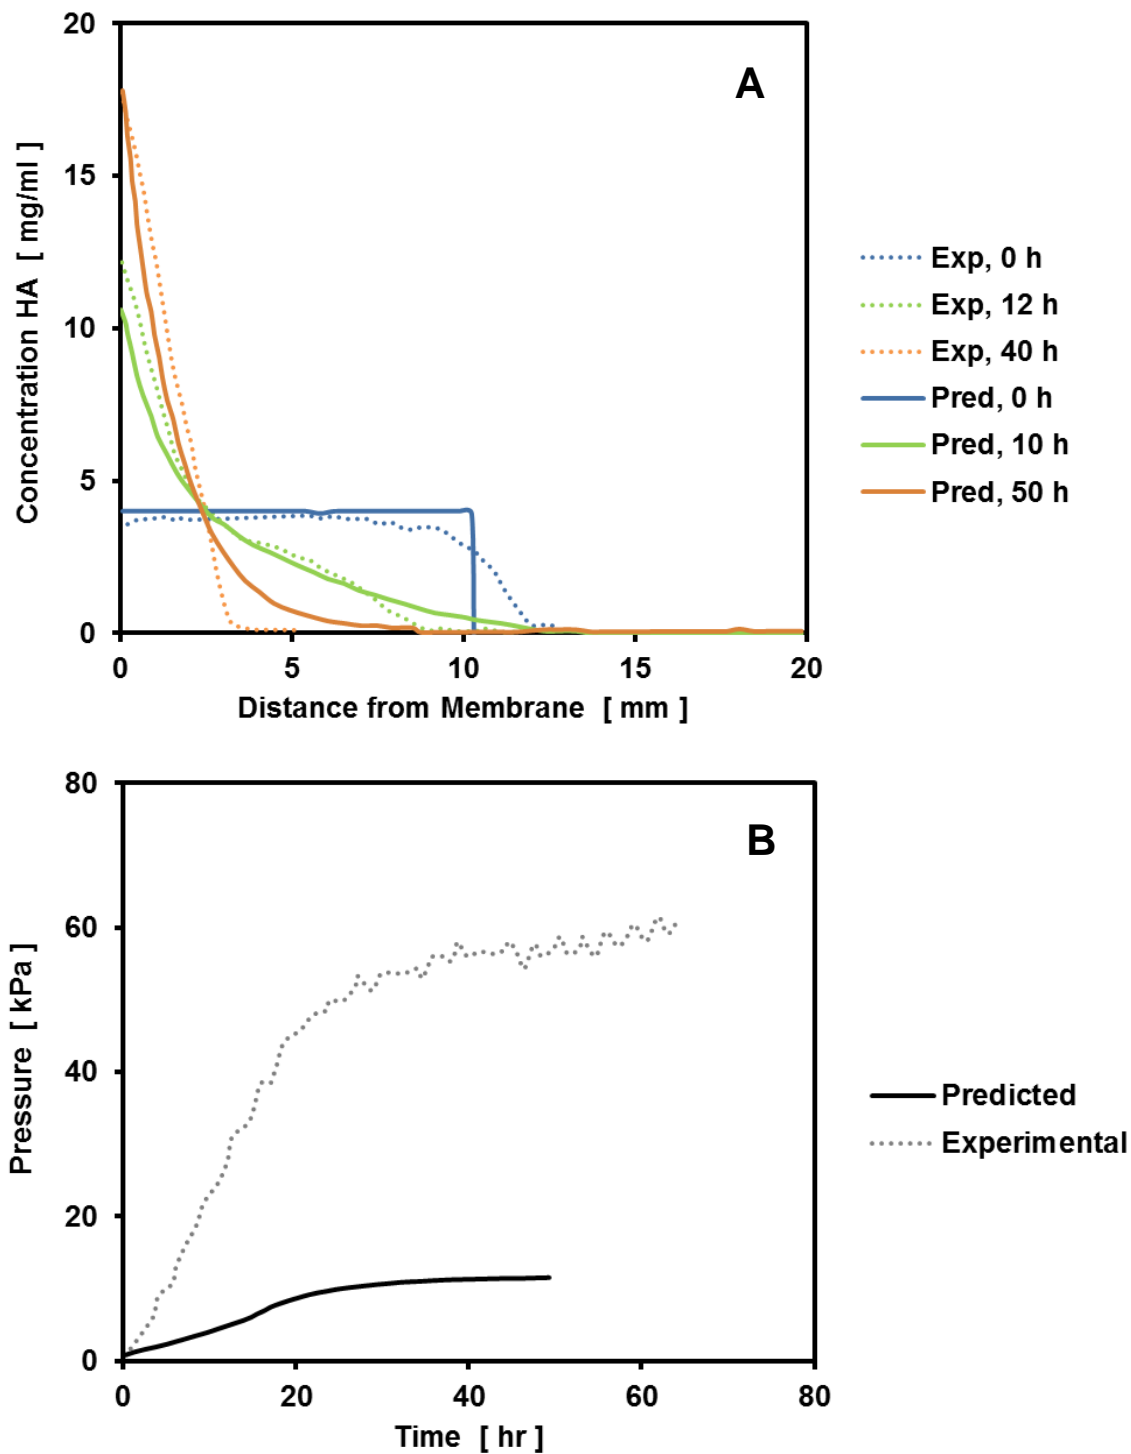 20
A
15
10
5
0
0 5 10 15 20
Concentration HA [ mg/ml ]
Distance from Membrane [ mm ]
Exp, 0 h
Exp, 12 h
Exp, 40 h
Pred, 0 h
Pred, 10 h
Pred, 50 h
80
B
60
40
20
0
0 20 40 60 80
Pressure [ kPa ]
Time [ hr ]
Predicted
Experimental